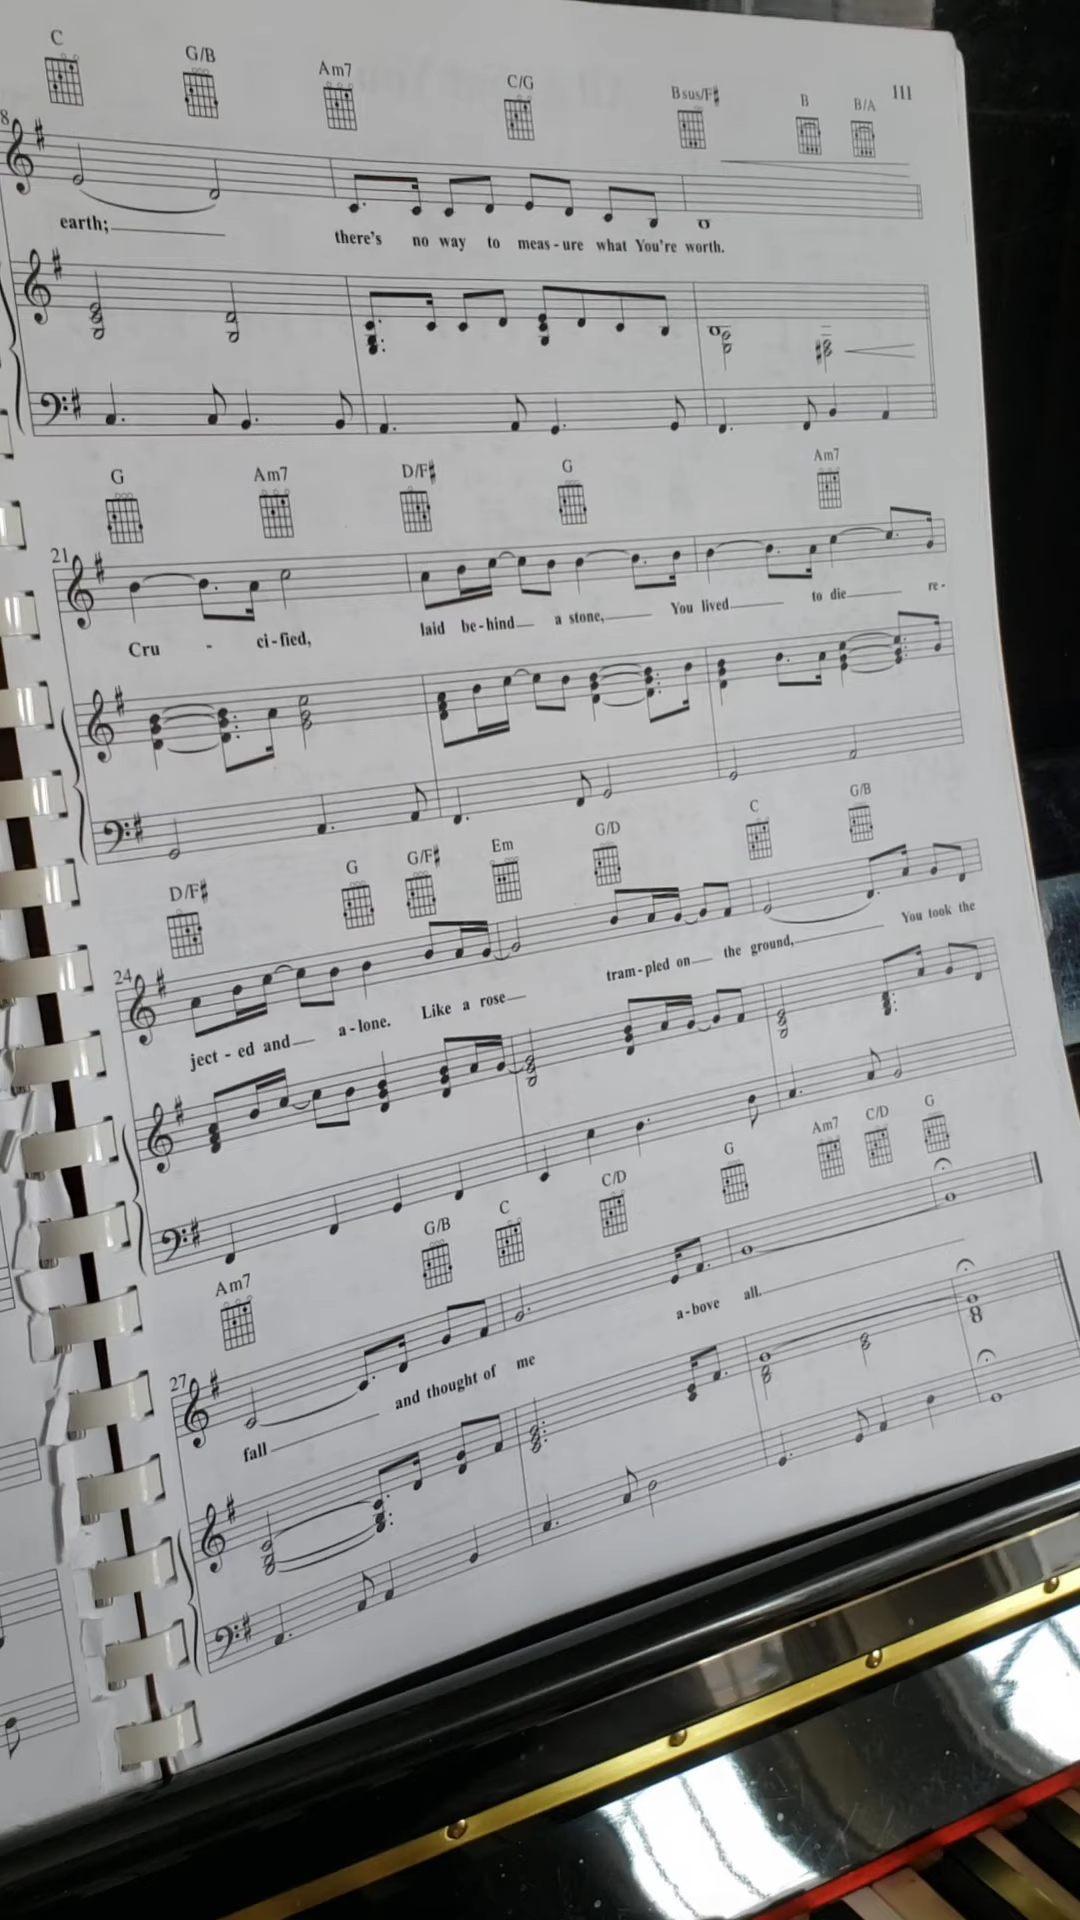 111
C G/B Am7 C/G Bsus/F♯ B B/A
8
earth; there's no way to meas - ure what You're worth.
G Am7 D/F♯ G Am7
21
Cru - ci - fied, laid be - hind a stone, You lived to die re -
D/F♯ G G/F♯ Em G/D C G/B
24
ject - ed and a - lone. Like a rose tram - pled on the ground, You took the
Am7 G/B C C/D G Am7 C/D G
27
fall and thought of me a - bove all.